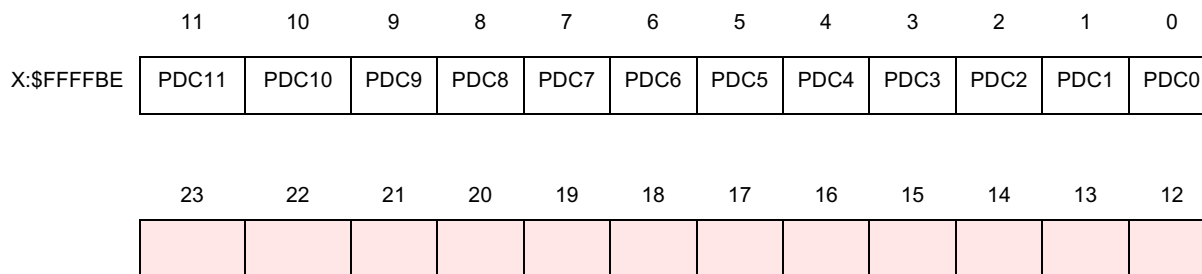 11 10 9 8 7 6 5 4 3 2 1 0
X:$FFFFBE PDC11 PDC10 PDC9 PDC8 PDC7 PDC6 PDC5 PDC4 PDC3 PDC2 PDC1 PDC0
23 22 21 20 19 18 17 16 15 14 13 12